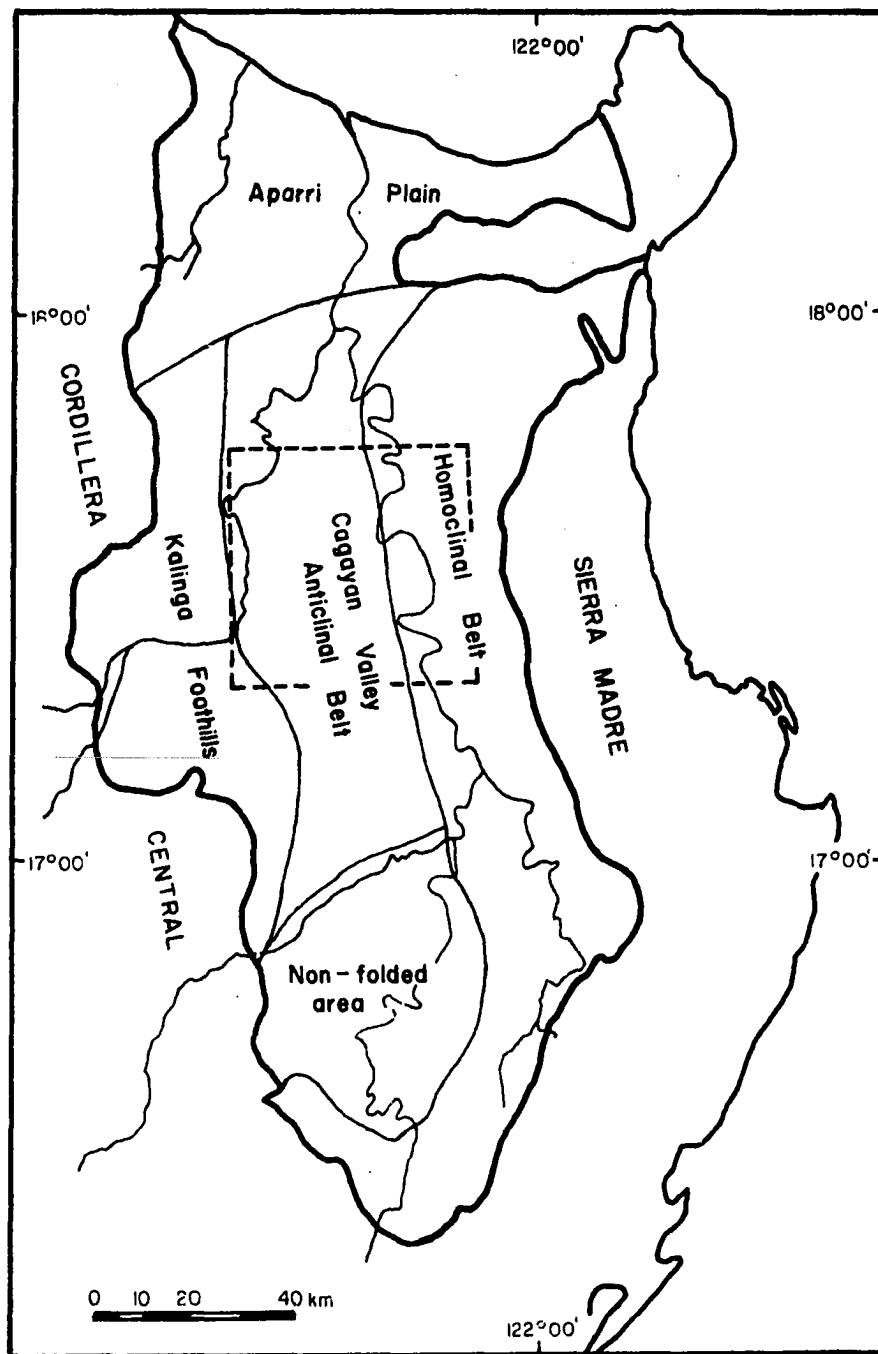 122°00'
Aparri Plain
18°00' 18°00'
CORDILLERA
Kalinga
Foothills
Cagayan Valley
Anticlinal Belt
Homoclinal Belt
SIERRA MADRE
17°00' 17°00'
CENTRAL
Non-folded
area
0 10 20 40 km
122°00'